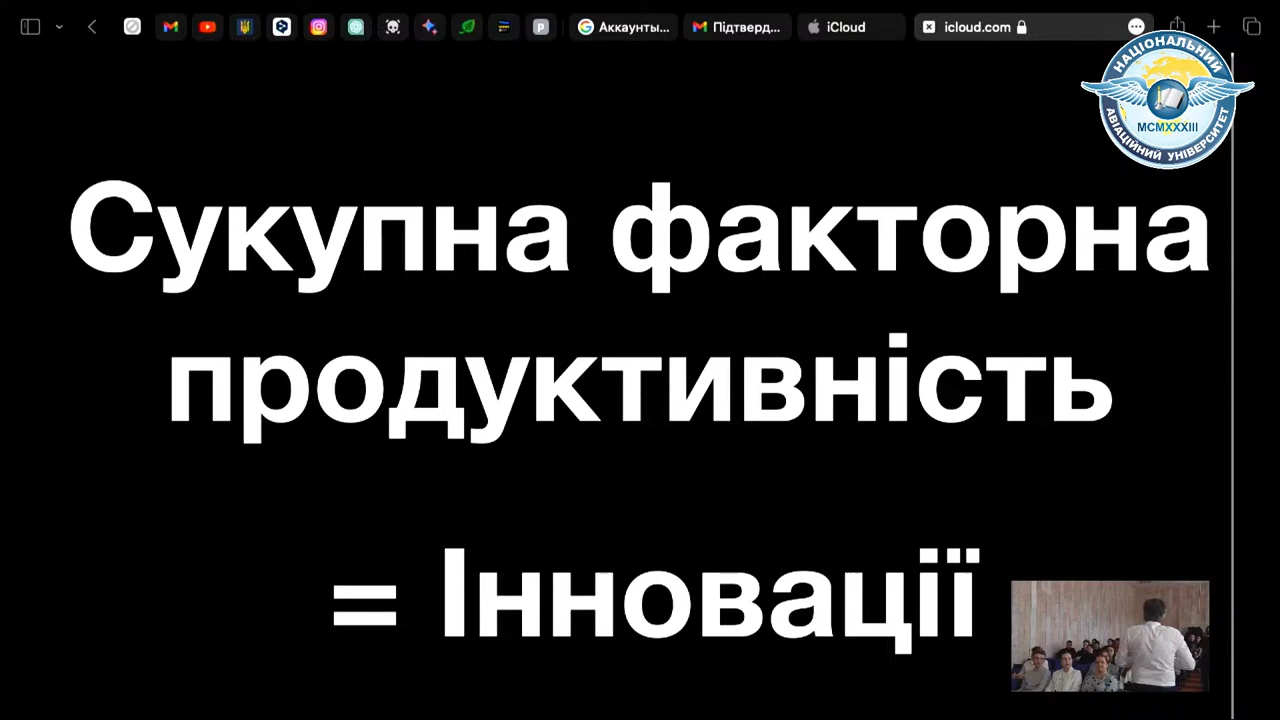 Аккаунты...
Підтверд...
iCloud
icloud.com
НАЦІОНАЛЬНИЙ
MCMXXXIII
АВІАЦІЙНИЙ УНІВЕРСИТЕТ
Сукупна факторна
продуктивність
= Інновації